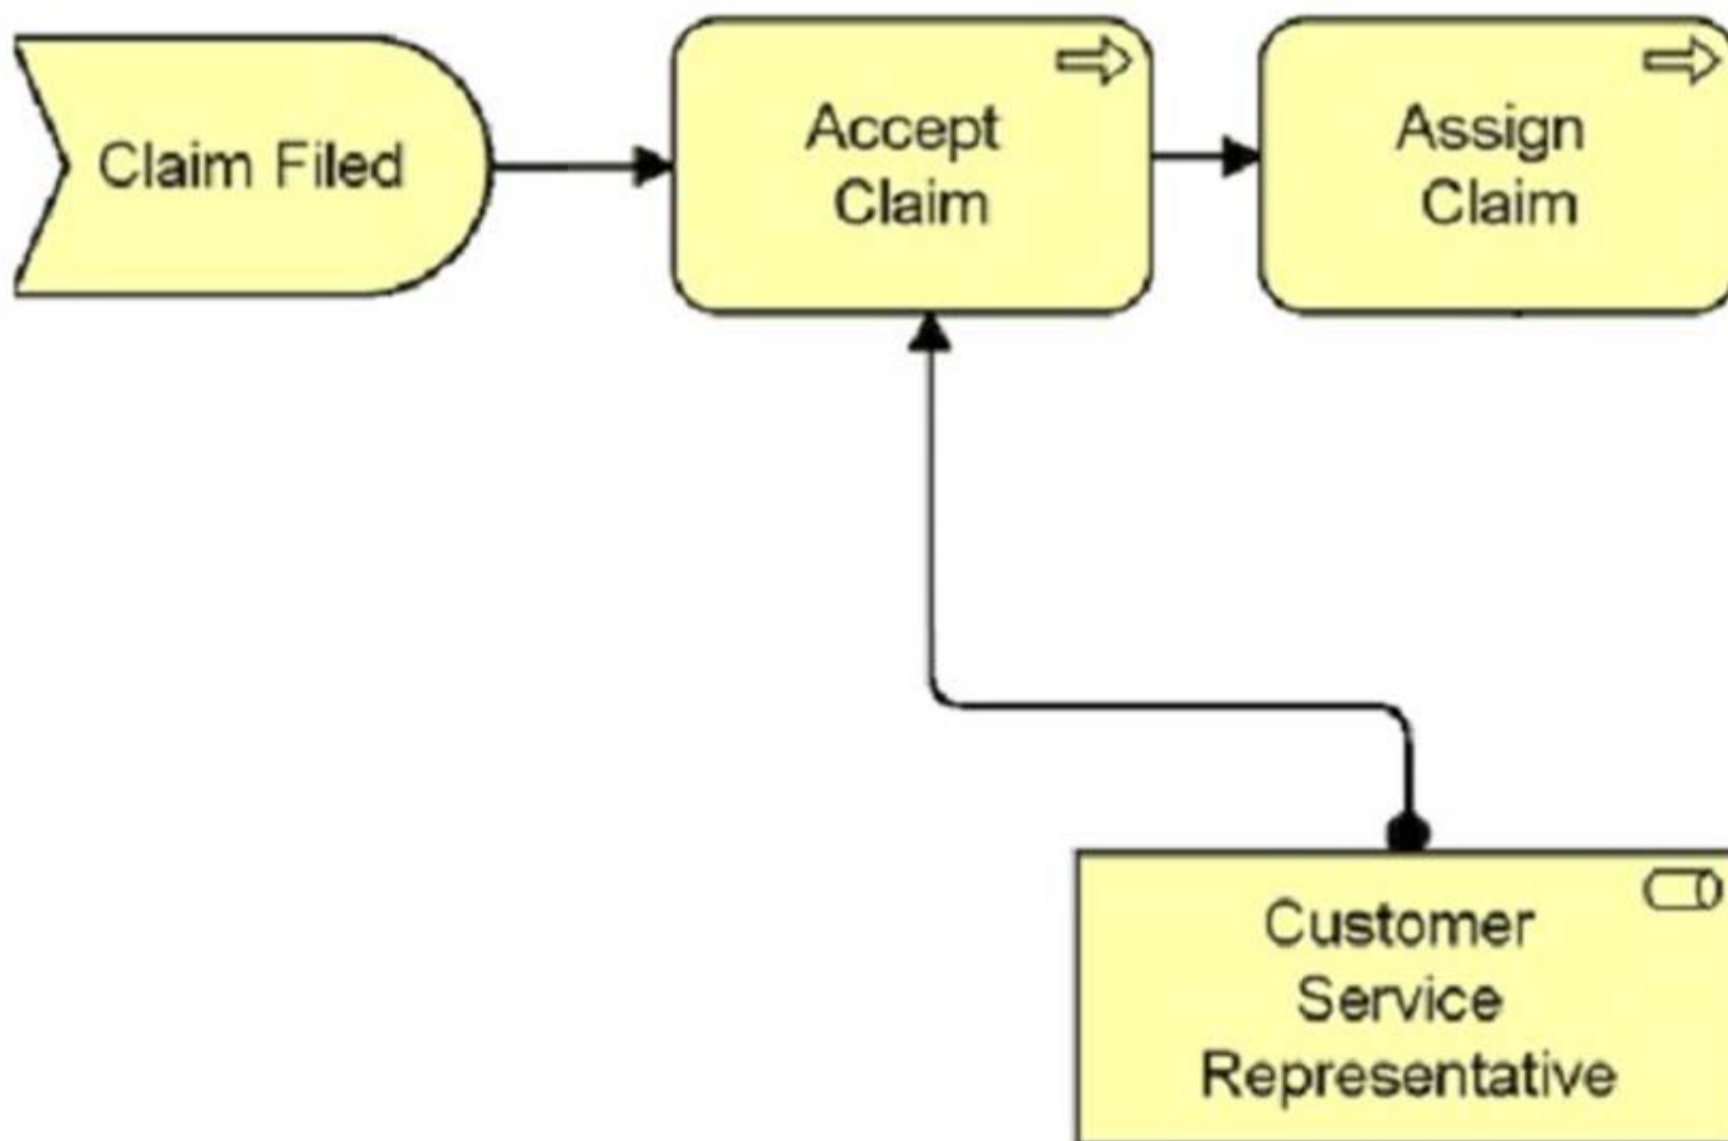 Claim Filed
Accept
Claim
Assign
Claim
Customer
Service
Representative